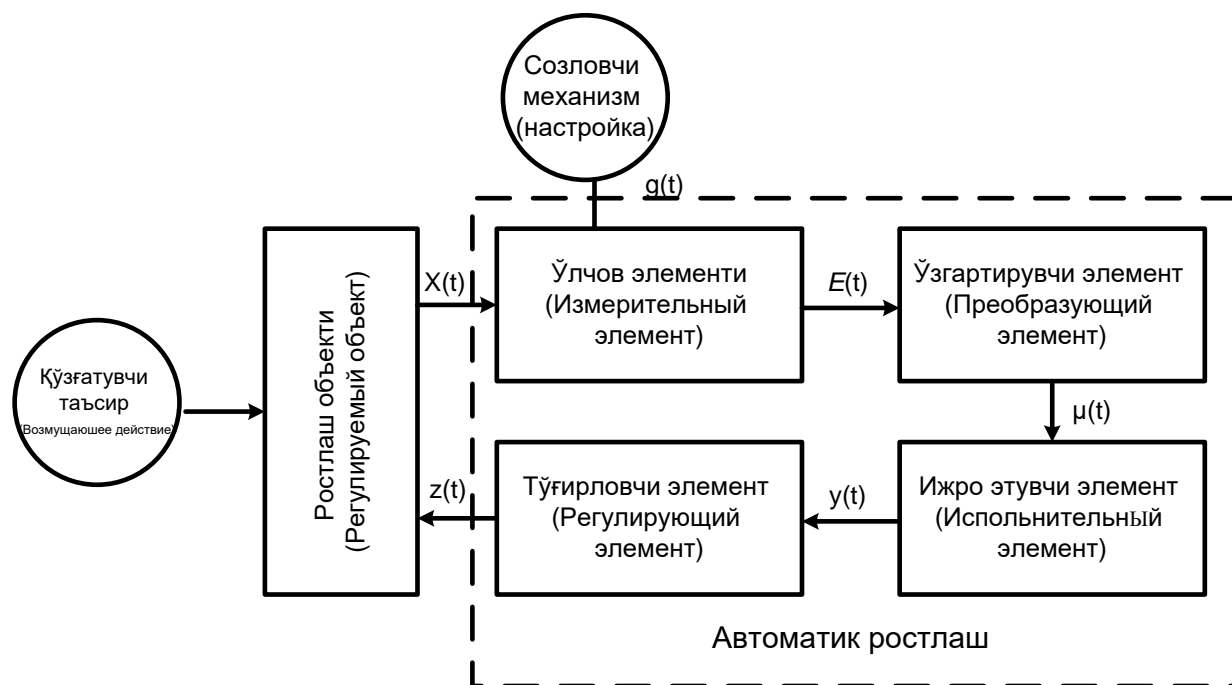 Созловчи
механизм
(настройка)
g(t)
Қўзғатувчи
таъсир
(Возмущаюшее действие)
Ростлаш объекти
(Регулируемый объект)
X(t)
Ўлчов элементи
(Измерительный
элемент)
E(t)
Ўзгартирувчи элемент
(Преобразующий
элемент)
µ(t)
z(t)
Тўғирловчи элемент
(Регулирующий
элемент)
y(t)
Ижро этувчи элемент
(Испольнительный
элемент)
Автоматик ростлаш